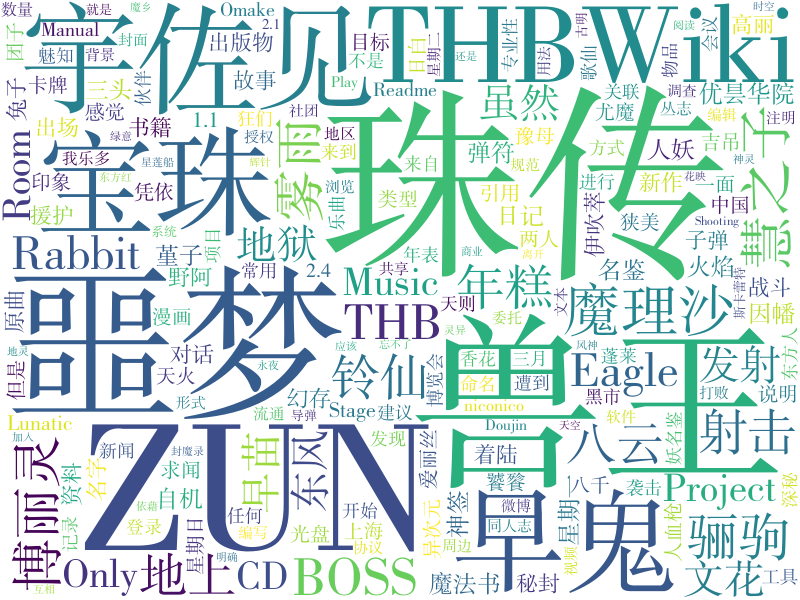 数量
就是
魔乡
宇佐见
Omake
2.1
THBWiki
时空
阅读
古明
Manual
封面
团子
魅知
背景
出版物
目标
日白
星期二
专业性
还是
用法
歌仙
会议
物品
高丽
兔子
卡牌
三头
伙伴
故事
不是
Play
Readme
虽然
关联
调查
编辑
优昙华院
尤魔
丛志
注明
出场
感觉
1.1
狂们
社团
授权
地区
来到
雾雨
珠传
豫母
弹符
来自
规范
方式
人妖
神灵
绿意
书籍
我乐多
星莲船
东方红
辉针
宝珠
Room
印象
凭依
浏览
乐曲
类型
引用
日记
新作
进行
一面
中国
花映
Shooting
慧之子
援护
系统
项目
商业
离开
两人
伊吹萃
狭美
子弹
Rabbit
堇子
地狱
年表
共享
文本
名鉴
火焰
斯卡蕾特
战斗
野阿
常用
Music
年糕
魔理沙
因幡
原曲
漫画
2.4
THB
天则
灵异
委托
噩梦
兽王
地灵
但是
对话
天火
形式
永夜
铃仙
幻存
应该
忘不了
博览会
香花
三月
命名
遭到
风神
蓬莱
Eagle
黑市
发射
打败
东方人
说明
Lunatic
流通
导弹
Stage
建议
niconico
软件
妖名鉴
加入
新闻
封魔录
ZUN
发现
爱丽丝
Doujin
天空
八云
射击
博丽灵
资料
名字
求闻
自机
早苗
东风
着陆
饕餮
八千
袭击
Project
深秘
记录
登录
依藉
星期日
任何
编写
开始
上海
光盘
协议
异次元
神签
微博
同人志
星期
人血枪
骊驹
旱鬼
互相
Only
地上
明确
CD
BOSS
周边
魔法书
秘封
视频
文花
工具